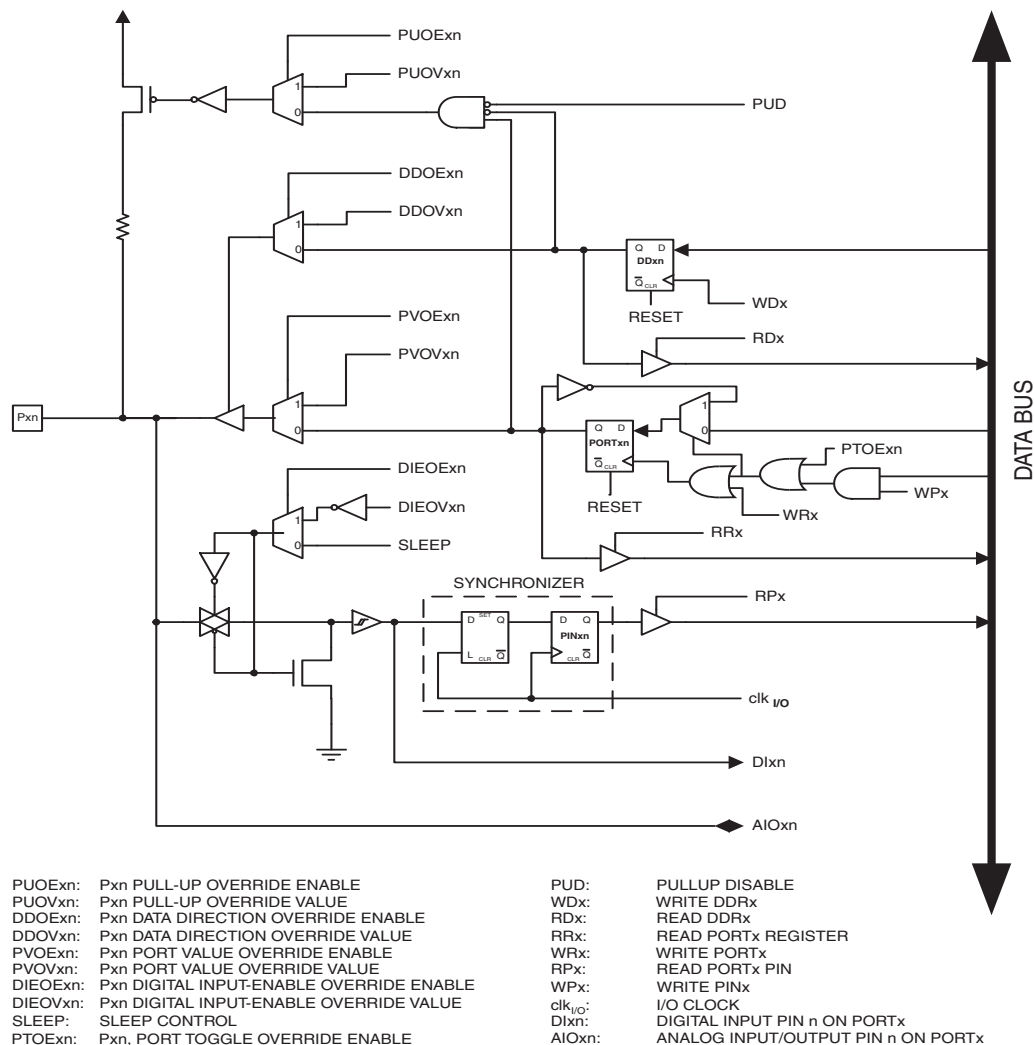 PUOExn
PUOVxn
1
0
PUD
DDOExn
DDOVxn
1
0
Q D
DDxn
Q CLR
WDx
RESET
RDx
PVOExn
PVOVxn
1
0
Pxn
1
0
Q D
PORTxn
Q CLR
PTOExn
WPx
RESET
WRx
RRx
DATA BUS
DIEOExn
DIEOVxn
1
0
SLEEP
SYNCHRONIZER
D SET Q
L CLR Q
D Q
PINxn
CLR Q
RPx
clk I/O
DIxn
AIOxn
PUOExn: Pxn PULL-UP OVERRIDE ENABLE
PUOVxn: Pxn PULL-UP OVERRIDE VALUE
DDOExn: Pxn DATA DIRECTION OVERRIDE ENABLE
DDOVxn: Pxn DATA DIRECTION OVERRIDE VALUE
PVOExn: Pxn PORT VALUE OVERRIDE ENABLE
PVOVxn: Pxn PORT VALUE OVERRIDE VALUE
DIEOExn: Pxn DIGITAL INPUT-ENABLE OVERRIDE ENABLE
DIEOVxn: Pxn DIGITAL INPUT-ENABLE OVERRIDE VALUE
SLEEP: SLEEP CONTROL
PTOExn: Pxn, PORT TOGGLE OVERRIDE ENABLE
PUD: PULLUP DISABLE
WDx: WRITE DDRx
RDx: READ DDRx
RRx: READ PORTx REGISTER
WRx: WRITE PORTx
RPx: READ PORTx PIN
WPx: WRITE PINx
clkI/O: I/O CLOCK
DIxn: DIGITAL INPUT PIN n ON PORTx
AIOxn: ANALOG INPUT/OUTPUT PIN n ON PORTx